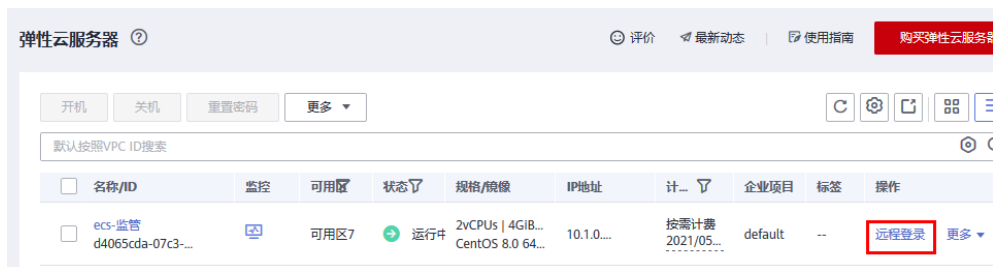 弹性云服务器 ?
评价 最新动态 使用指南 购买弹性云服务器
开机 关机 重置密码 更多
默认按照VPC ID搜索
名称/ID 监控 可用区 状态 规格/镜像 IP地址 计... 企业项目 标签 操作
ecs-监管 2vCPUs | 4GiB... 按需计费
可用区7 运行中 10.1.0.... default -- 远程登录 更多
d4065cda-07c3-... CentOS 8.0 64... 2021/05...